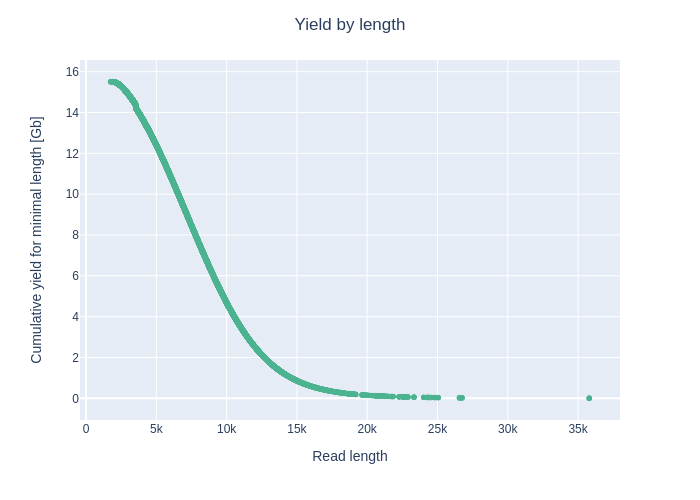 Yield by length
Cumulative yield for minimal length [Gb]
16
14
12
10
8
6
4
2
0
0 5k 10k 15k 20k 25k 30k 35k
Read length